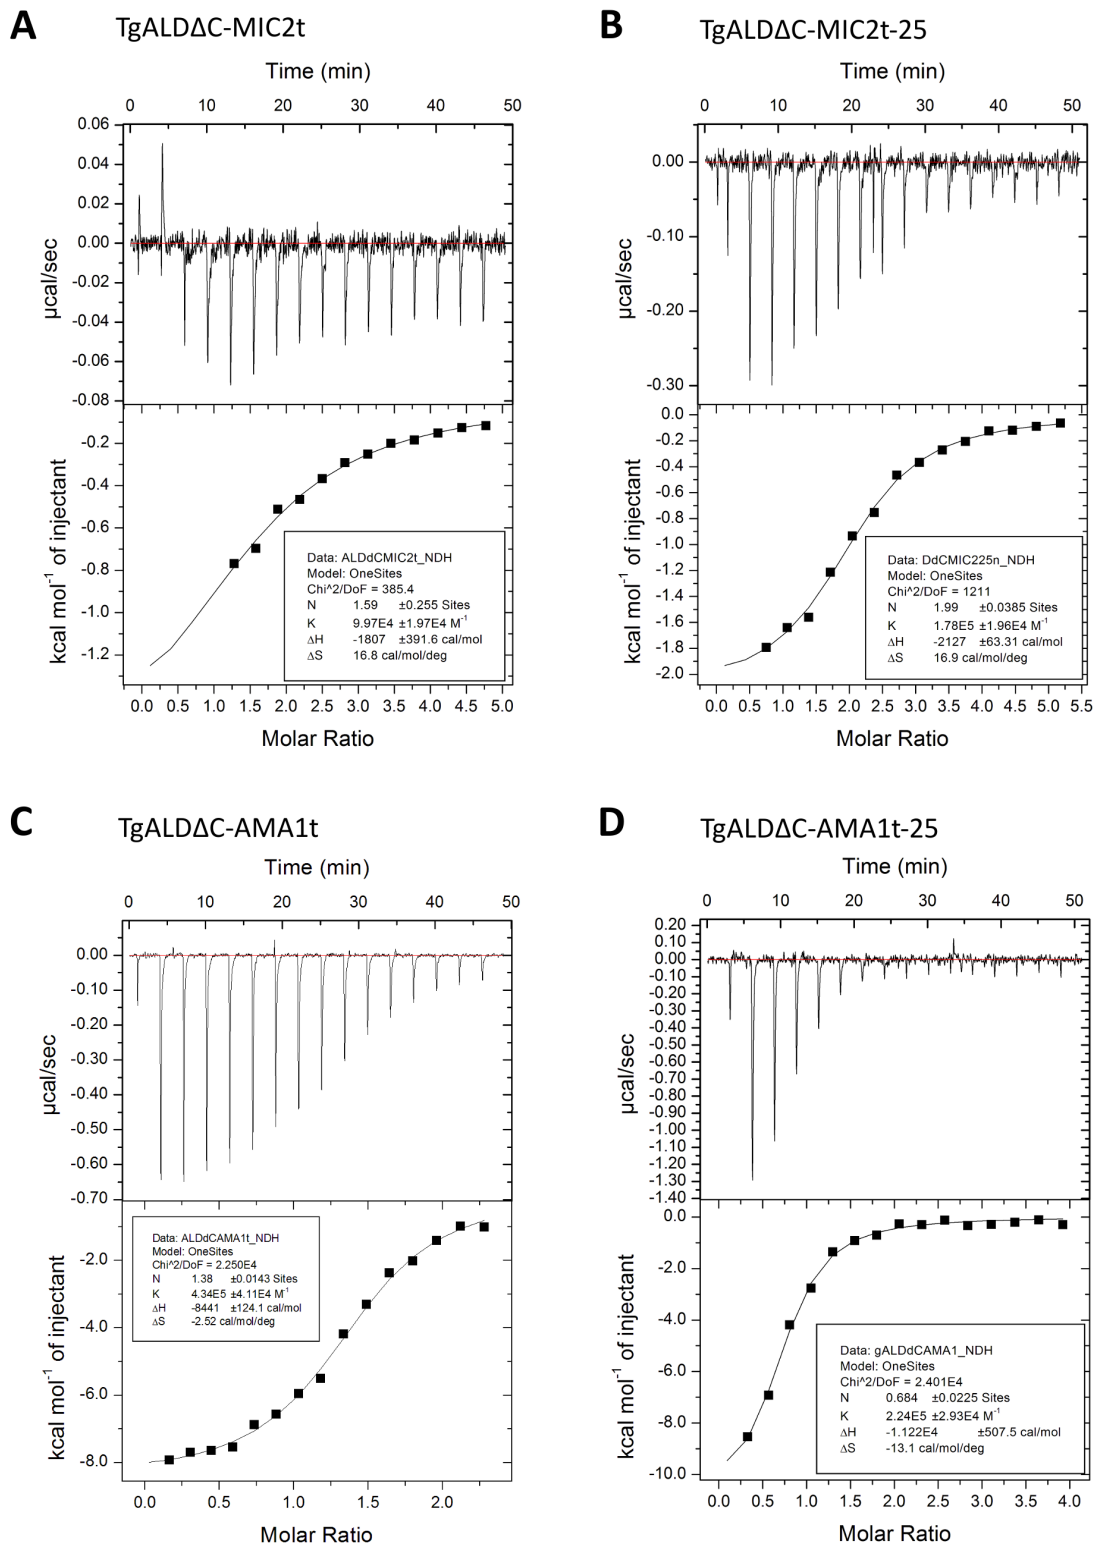 A
TgALDΔC-MIC2t
Time (min)
0 10 20 30 40 50
0.06
0.04
0.02
0.00
-0.02
-0.04
-0.06
-0.08
µcal/sec
-0.2
-0.4
-0.6
-0.8
-1.0
-1.2
kcal mol⁻¹ of injectant
Data: ALDdCMIC2t_NDH
Model: OneSites
Chi^2/DoF = 385.4
N 1.59 ±0.255 Sites
K 9.97E4 ±1.97E4 M⁻¹
ΔH -1807 ±391.6 cal/mol
ΔS 16.8 cal/mol/deg
0.0 0.5 1.0 1.5 2.0 2.5 3.0 3.5 4.0 4.5 5.0
Molar Ratio
B
TgALDΔC-MIC2t-25
Time (min)
0 10 20 30 40 50
0.00
-0.10
-0.20
-0.30
µcal/sec
0.0
-0.2
-0.4
-0.6
-0.8
-1.0
-1.2
-1.4
-1.6
-1.8
-2.0
kcal mol⁻¹ of injectant
Data: DdCMIC225n_NDH
Model: OneSites
Chi^2/DoF = 1211
N 1.99 ±0.0385 Sites
K 1.78E5 ±1.96E4 M⁻¹
ΔH -2127 ±63.31 cal/mol
ΔS 16.9 cal/mol/deg
0.0 0.5 1.0 1.5 2.0 2.5 3.0 3.5 4.0 4.5 5.0 5.5
Molar Ratio
C
TgALDΔC-AMA1t
Time (min)
0 10 20 30 40 50
0.00
-0.10
-0.20
-0.30
-0.40
-0.50
-0.60
-0.70
µcal/sec
-2.0
-4.0
-6.0
-8.0
kcal mol⁻¹ of injectant
Data: ALDdCAMA1t_NDH
Model: OneSites
Chi^2/DoF = 2.250E4
N 1.38 ±0.0143 Sites
K 4.34E5 ±4.11E4 M⁻¹
ΔH -8441 ±124.1 cal/mol
ΔS -2.52 cal/mol/deg
0.0 0.5 1.0 1.5 2.0
Molar Ratio
D
TgALDΔC-AMA1t-25
Time (min)
0 10 20 30 40 50
0.20
0.10
0.00
-0.10
-0.20
-0.30
-0.40
-0.50
-0.60
-0.70
-0.80
-0.90
-1.00
-1.10
-1.20
-1.30
-1.40
µcal/sec
0.0
-2.0
-4.0
-6.0
-8.0
-10.0
kcal mol⁻¹ of injectant
Data: gALDdCAMA1_NDH
Model: OneSites
Chi^2/DoF = 2.401E4
N 0.684 ±0.0225 Sites
K 2.24E5 ±2.93E4 M⁻¹
ΔH -1.122E4 ±507.5 cal/mol
ΔS -13.1 cal/mol/deg
0.0 0.5 1.0 1.5 2.0 2.5 3.0 3.5 4.0
Molar Ratio